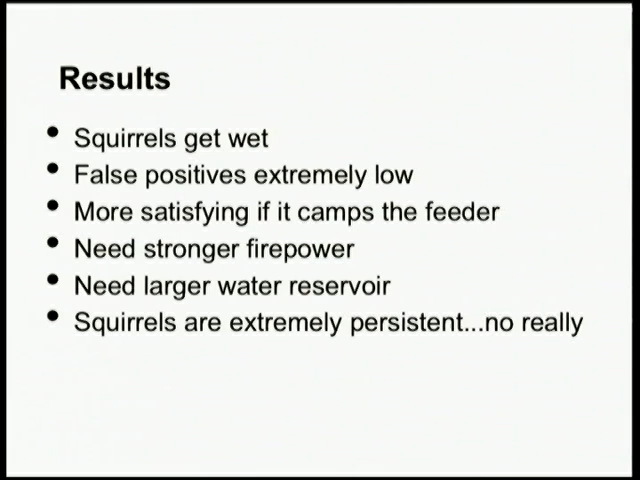 Results
• Squirrels get wet
• False positives extremely low
• More satisfying if it camps the feeder
• Need stronger firepower
• Need larger water reservoir
• Squirrels are extremely persistent...no really